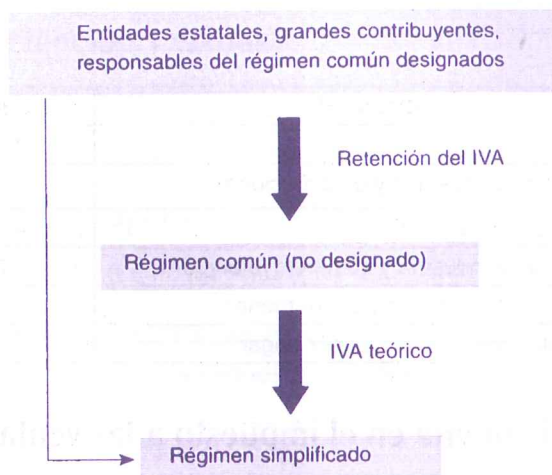 Entidades estatales, grandes contribuyentes,
responsables del régimen común designados
Retención del IVA
Régimen común (no designado)
IVA teórico
Régimen simplificado